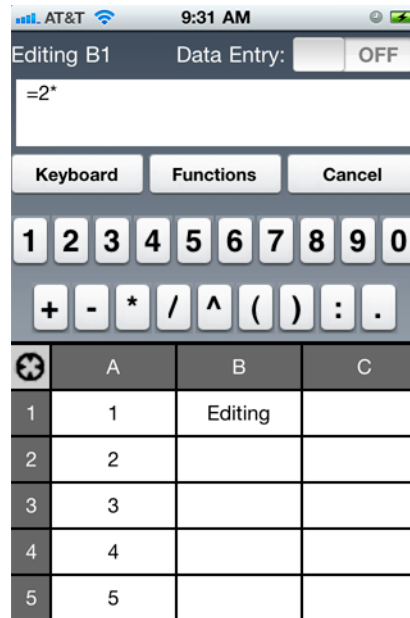 AT&T 9:31 AM
Editing B1 Data Entry: OFF
=2*
Keyboard Functions Cancel
1 2 3 4 5 6 7 8 9 0
+ - * / ^ ( ) : .
A B C
1 1 Editing
2 2
3 3
4 4
5 5